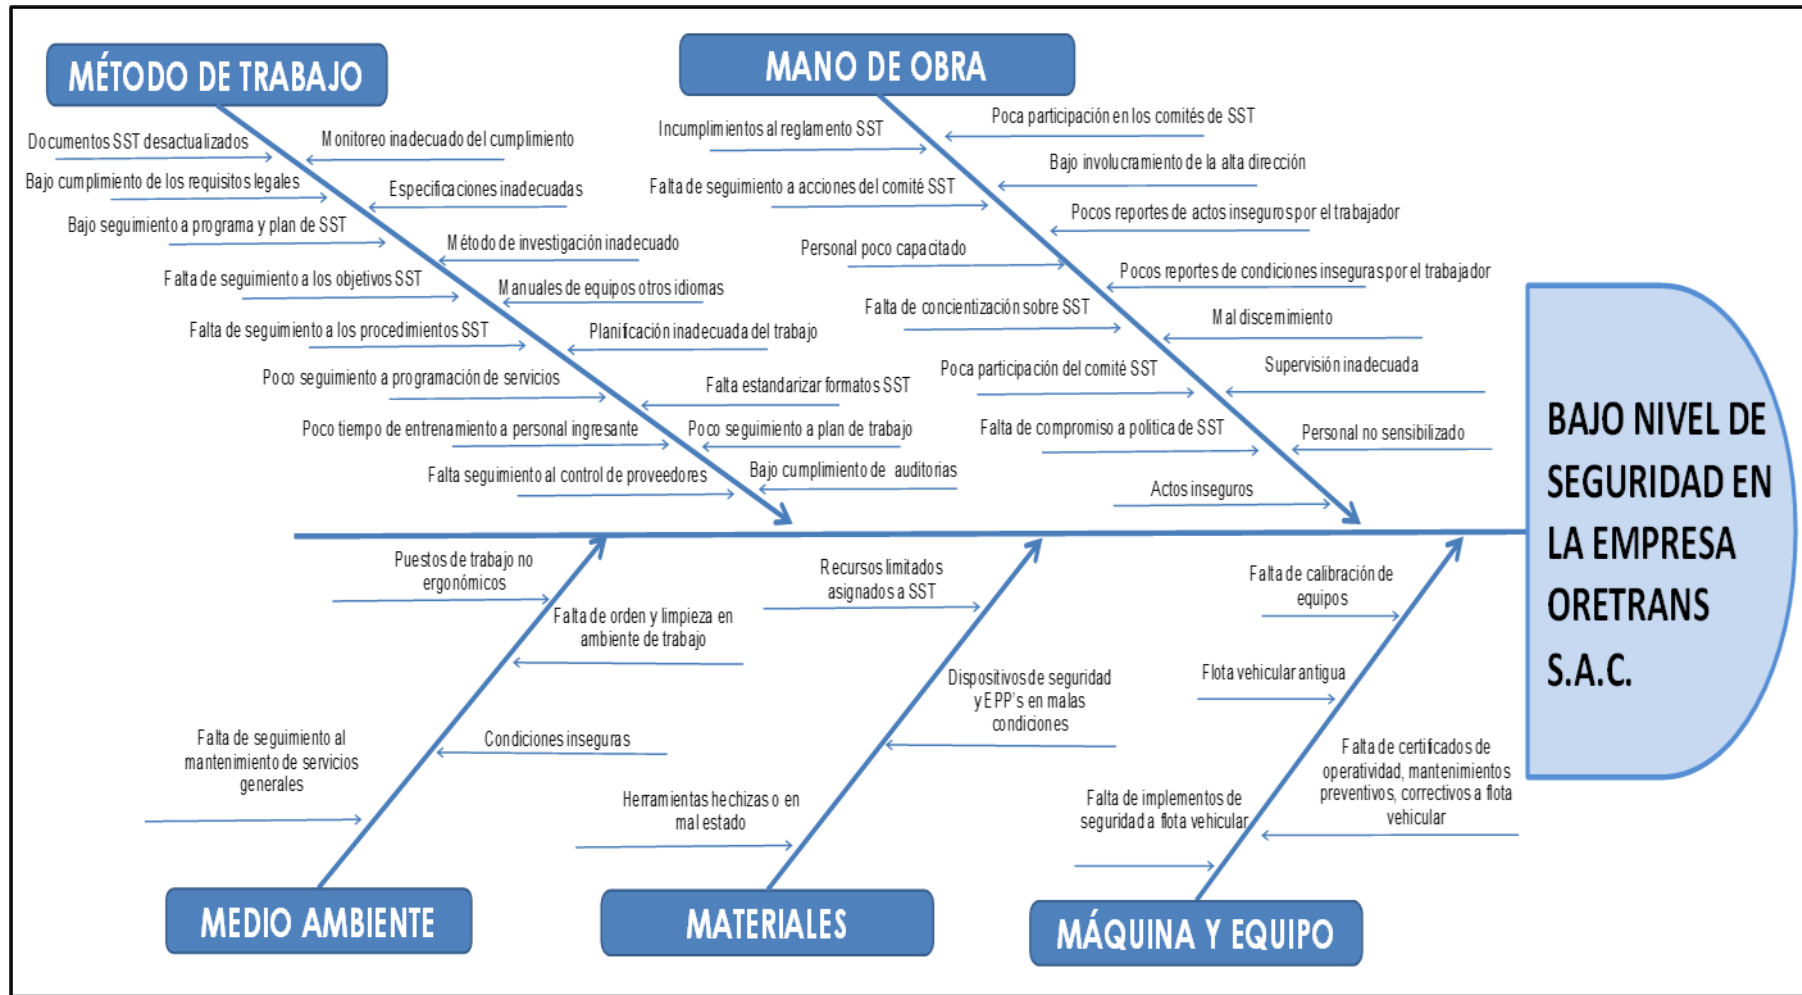 MÉTODO DE TRABAJO
Documentos SST desactualizados
Monitoreo inadecuado del cumplimiento
Bajo cumplimiento de los requisitos legales
Especificaciones inadecuadas
Bajo seguimiento a programa y plan de SST
Método de investigación inadecuado
Falta de seguimiento a los objetivos SST
Manuales de equipos otros idiomas
Falta de seguimiento a los procedimientos SST
Planificación inadecuada del trabajo
Poco seguimiento a programación de servicios
Falta estandarizar formatos SST
Poco tiempo de entrenamiento a personal ingresante
Poco seguimiento a plan de trabajo
Falta seguimiento al control de proveedores
Bajo cumplimiento de auditorias
MANO DE OBRA
Incumplimientos al reglamento SST
Poca participación en los comités de SST
Falta de seguimiento a acciones del comité SST
Bajo involucramiento de la alta dirección
Personal poco capacitado
Pocos reportes de actos inseguros por el trabajador
Falta de concientización sobre SST
Pocos reportes de condiciones inseguras por el trabajador
Poca participación del comité SST
Mal discernimiento
Falta de compromiso a politica de SST
Supervisión inadecuada
Actos inseguros
Personal no sensibilizado
BAJO NIVEL DE
SEGURIDAD EN
LA EMPRESA
ORETRANS
S.A.C.
Puestos de trabajo no
ergonómicos
Falta de orden y limpieza en
ambiente de trabajo
Falta de seguimiento al
mantenimiento de servicios
generales
Condiciones inseguras
MEDIO AMBIENTE
Recursos limitados
asignados a SST
Dispositivos de seguridad
y EPP's en malas
condiciones
Herramientas hechizas o en
mal estado
MATERIALES
Falta de calibración de
equipos
Flota vehicular antigua
Falta de certificados de
operatividad, mantenimientos
preventivos, correctivos a flota
vehicular
Falta de implementos de
seguridad a flota vehicular
MÁQUINA Y EQUIPO